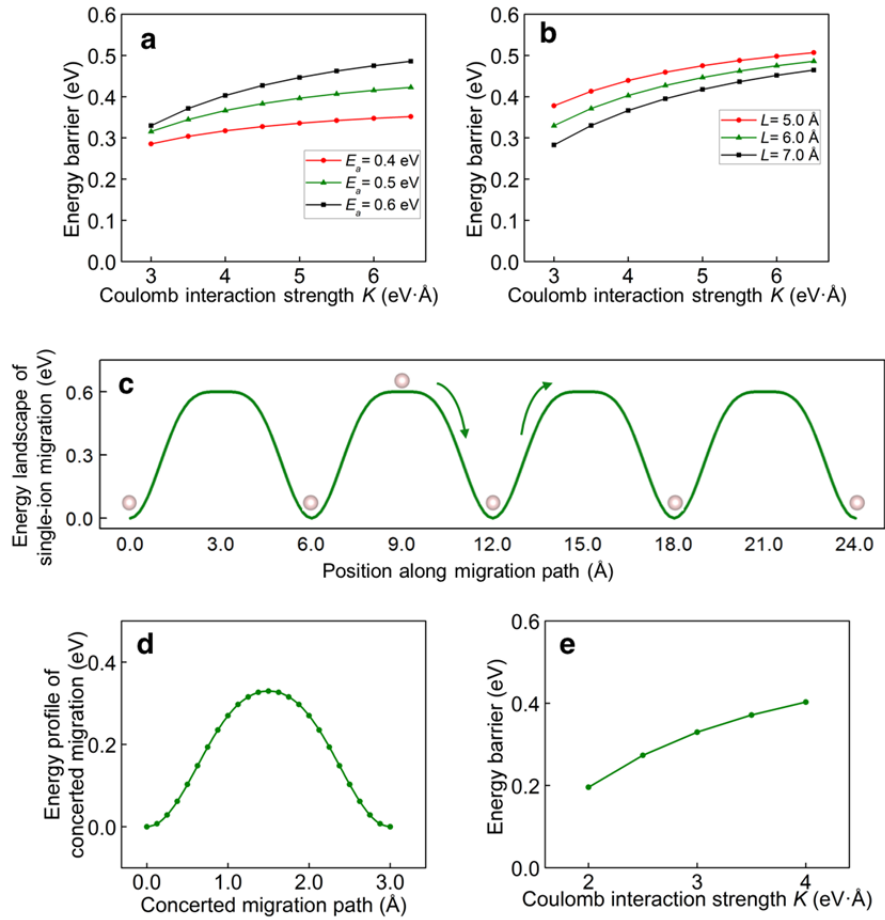 a
Energy barrier (eV)
0.6
0.5
0.4
0.3
0.2
0.1
0.0
3 4 5 6
Coulomb interaction strength K (eV·Å)
Eₐ = 0.4 eV
Eₐ = 0.5 eV
Eₐ = 0.6 eV
b
Energy barrier (eV)
0.6
0.5
0.4
0.3
0.2
0.1
0.0
3 4 5 6
Coulomb interaction strength K (eV·Å)
L= 5.0 Å
L= 6.0 Å
L= 7.0 Å
c
Energy landscape of
single-ion migration (eV)
0.6
0.3
0.0
0.0 3.0 6.0 9.0 12.0 15.0 18.0 21.0 24.0
Position along migration path (Å)
d
Energy profile of
concerted migration (eV)
0.4
0.2
0.0
0.0 1.0 2.0 3.0
Concerted migration path (Å)
e
Energy barrier (eV)
0.6
0.4
0.2
0.0
2 3 4
Coulomb interaction strength K (eV·Å)